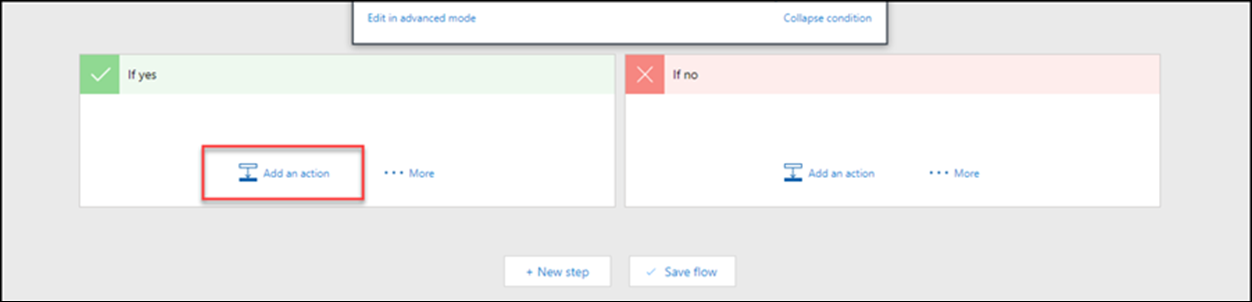 Edit in advanced mode Collapse condition
If yes If no
Add an action ••• More Add an action ••• More
+ New step Save flow